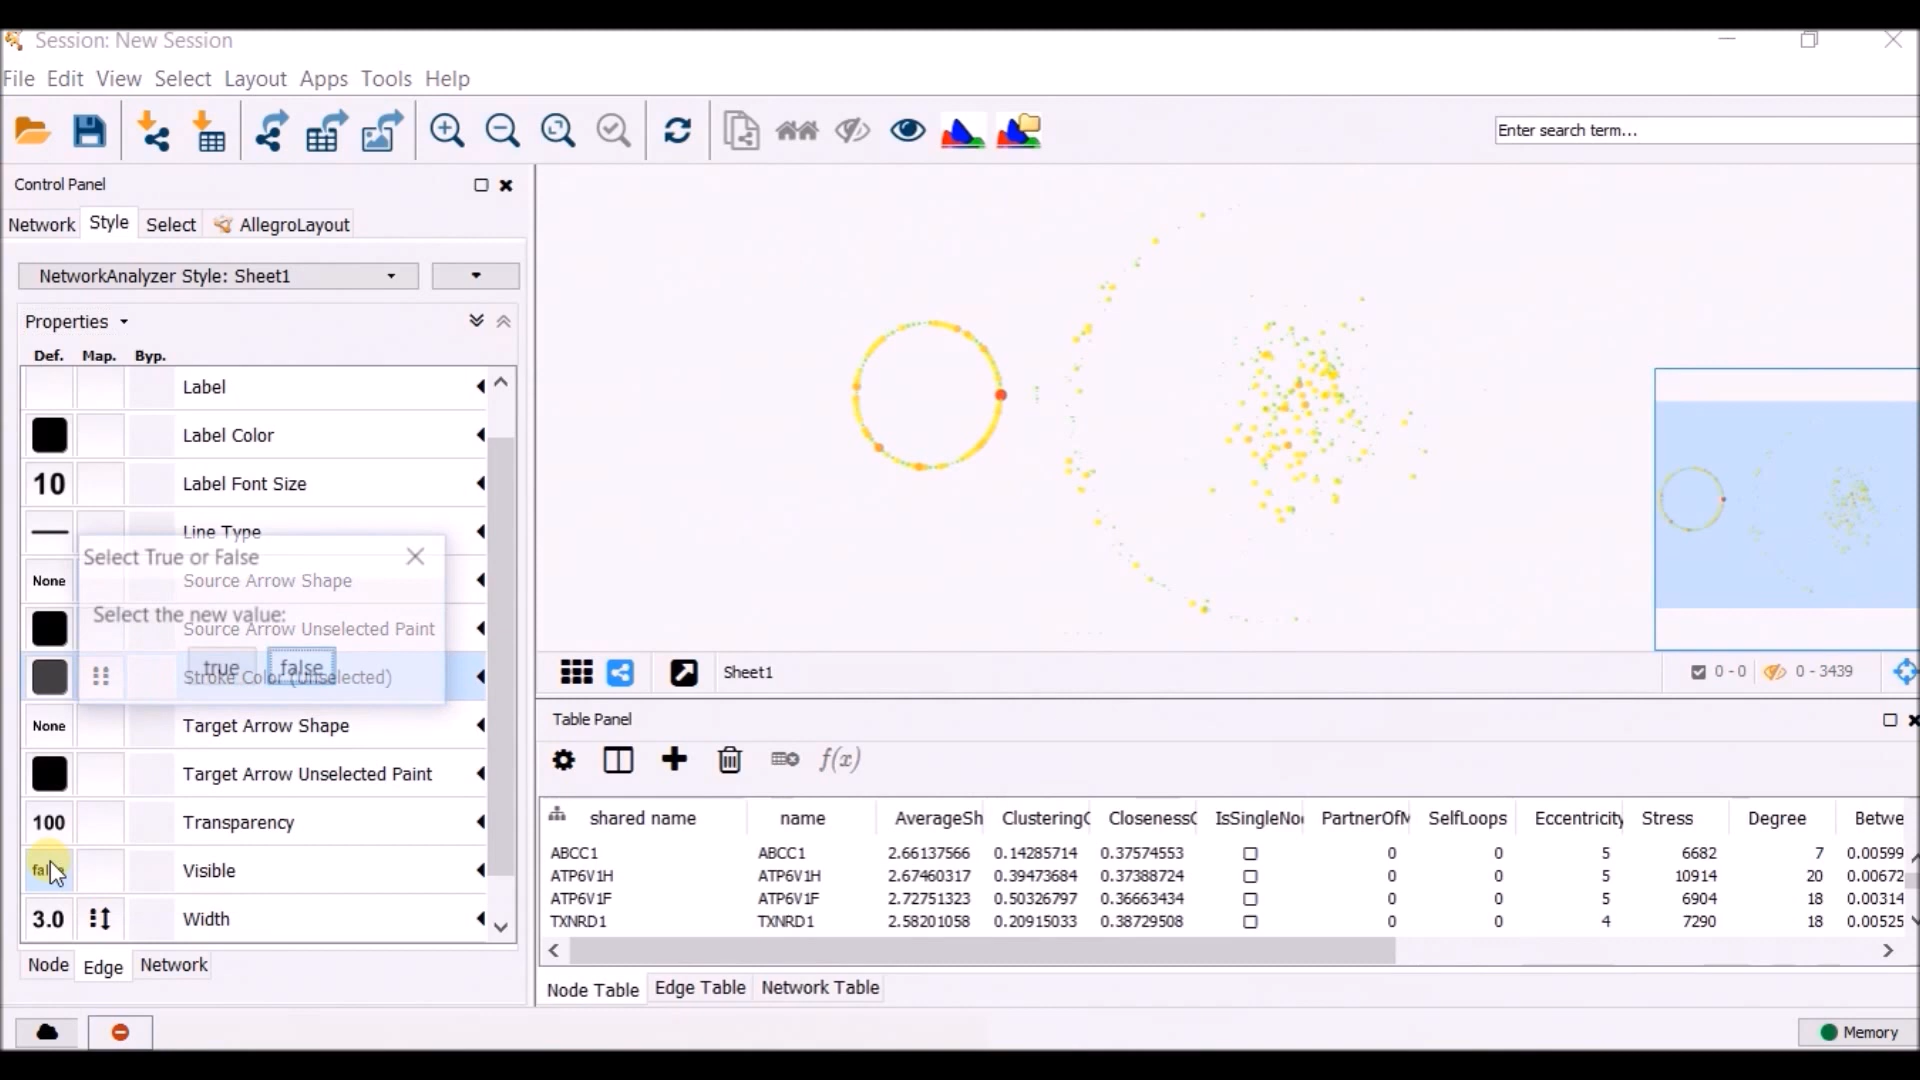 Session: New Session
File Edit View Select Layout Apps Tools Help
Enter search term...
Control Panel
Network Style Select AllegroLayout
NetworkAnalyzer Style: Sheet1
Properties
Def. Map. Byp.
Label
Label Color
10 Label Font Size
Line Type
Select True or False
None Source Arrow Shape
Select the new value:
Source Arrow Unselected Paint
true false
Stroke Color (Unselected)
None Target Arrow Shape
Target Arrow Unselected Paint
100 Transparency
Visible
3.0 Width
Node Edge Network
Sheet1
0 - 0 0 - 3439
Table Panel
f(x)
shared name name AverageSh ClusteringC ClosenessC IsSingleNo PartnerOfM SelfLoops Eccentricity Stress Degree Betwe
ABCC1 ABCC1 2.66137566 0.14285714 0.37574553 0 0 5 6682 7 0.00599
ATP6V1H ATP6V1H 2.67460317 0.39473684 0.37388724 0 0 5 10914 20 0.00672
ATP6V1F ATP6V1F 2.72751323 0.50326797 0.36663434 0 0 5 6904 18 0.00314
TXNRD1 TXNRD1 2.58201058 0.20915033 0.38729508 0 0 4 7290 18 0.00525
Node Table Edge Table Network Table
Memory